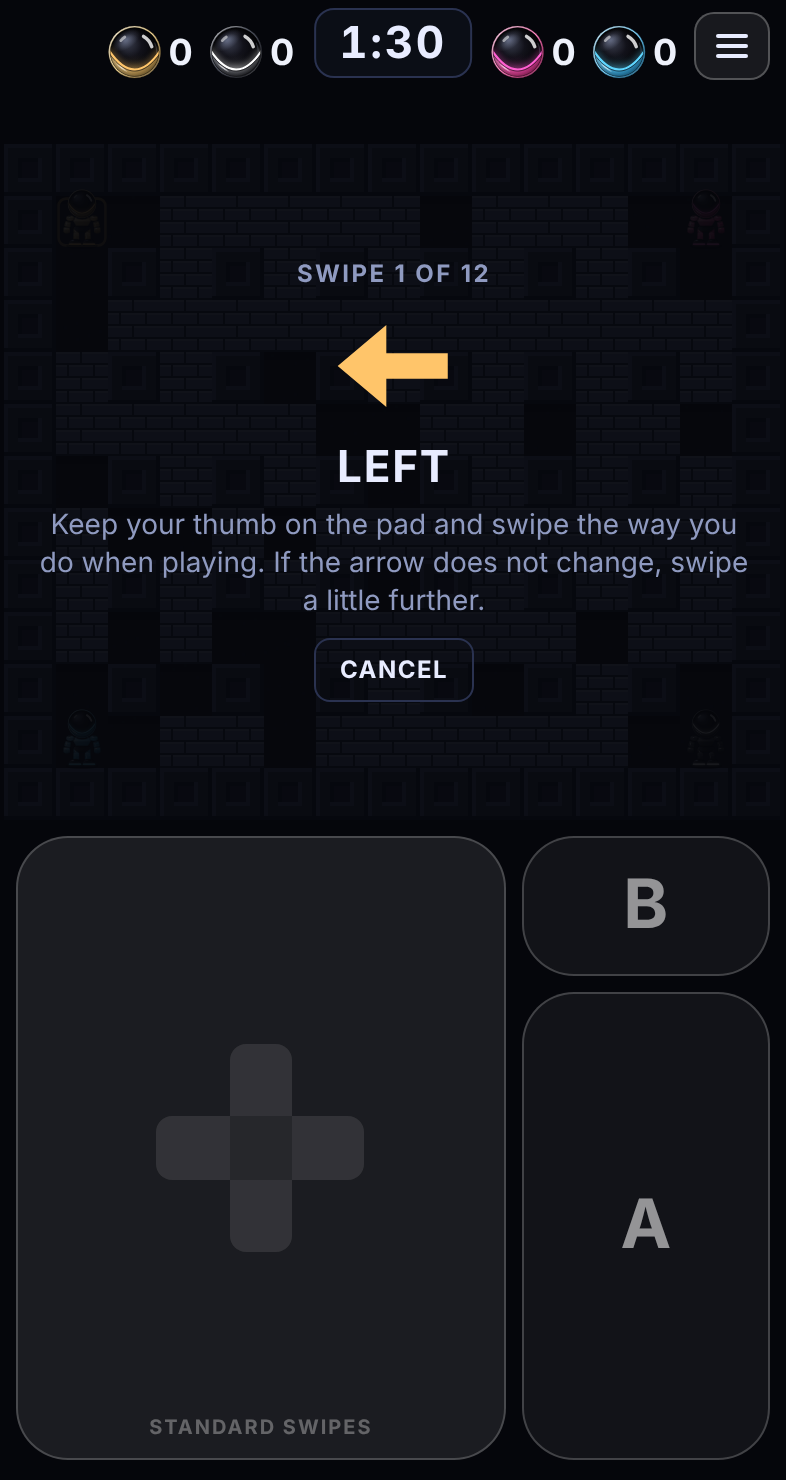 0 0 1:30 0 0
SWIPE 1 OF 12
LEFT
Keep your thumb on the pad and swipe the way you
do when playing. If the arrow does not change, swipe
a little further.
CANCEL
B
A
STANDARD SWIPES